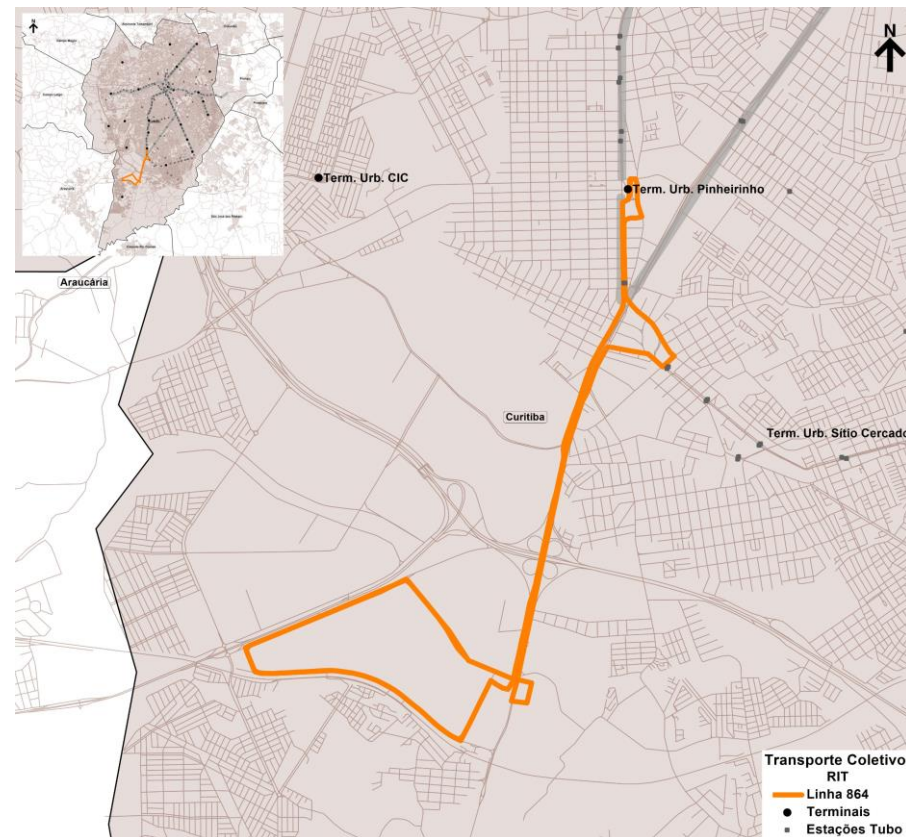 N
Term. Urb. CIC
Term. Urb. Pinheirinho
Araucária
Curitiba
Term. Urb. Sítio Cercado
Transporte Coletivo
RIT
Linha 864
Terminais
Estações Tubo